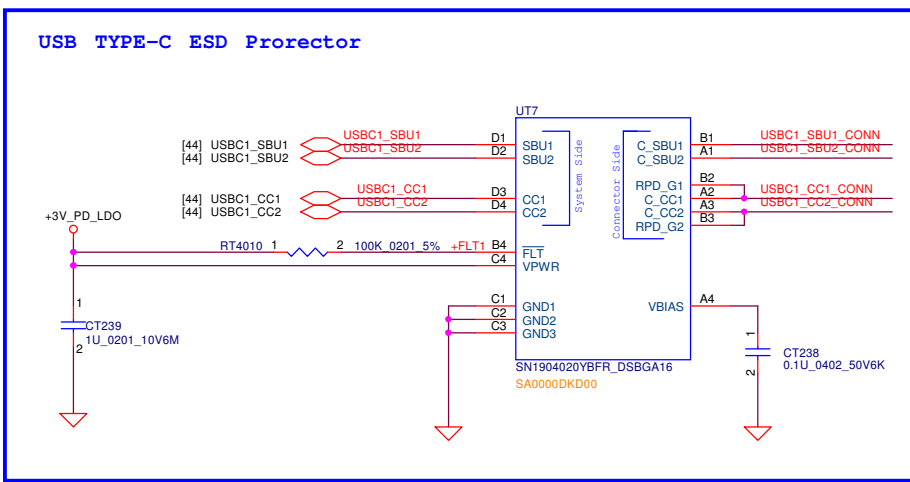 USB TYPE-C ESD Prorector
UT7
[44] USBC1_SBU1 USBC1_SBU1 D1 SBU1 C_SBU1 B1 USBC1_SBU1_CONN
[44] USBC1_SBU2 USBC1_SBU2 D2 SBU2 C_SBU2 A1 USBC1_SBU2_CONN
System Side
Connector Side
RPD_G1 B2
[44] USBC1_CC1 USBC1_CC1 D3 CC1 C_CC1 A2 USBC1_CC1_CONN
[44] USBC1_CC2 USBC1_CC2 D4 CC2 C_CC2 A3 USBC1_CC2_CONN
RPD_G2 B3
+3V_PD_LDO
RT4010 1 2 100K_0201_5% +FLT1 B4 FLT
C4 VPWR
C1 GND1 VBIAS A4
C2 GND2
C3 GND3
1
CT239
1U_0201_10V6M
2
1
CT238
0.1U_0402_50V6K
2
SN1904020YBFR_DSBGA16
SA0000DKD00